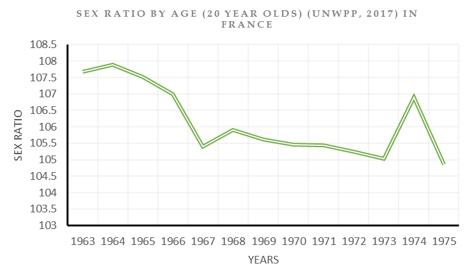 SEX RATIO BY AGE (20 YEAR OLDS) (UNWPP, 2017) IN
FRANCE
108.5
108
107.5
107
106.5
106
105.5
105
104.5
104
103.5
103
SEX RATIO
1963 1964 1965 1966 1967 1968 1969 1970 1971 1972 1973 1974 1975
YEARS